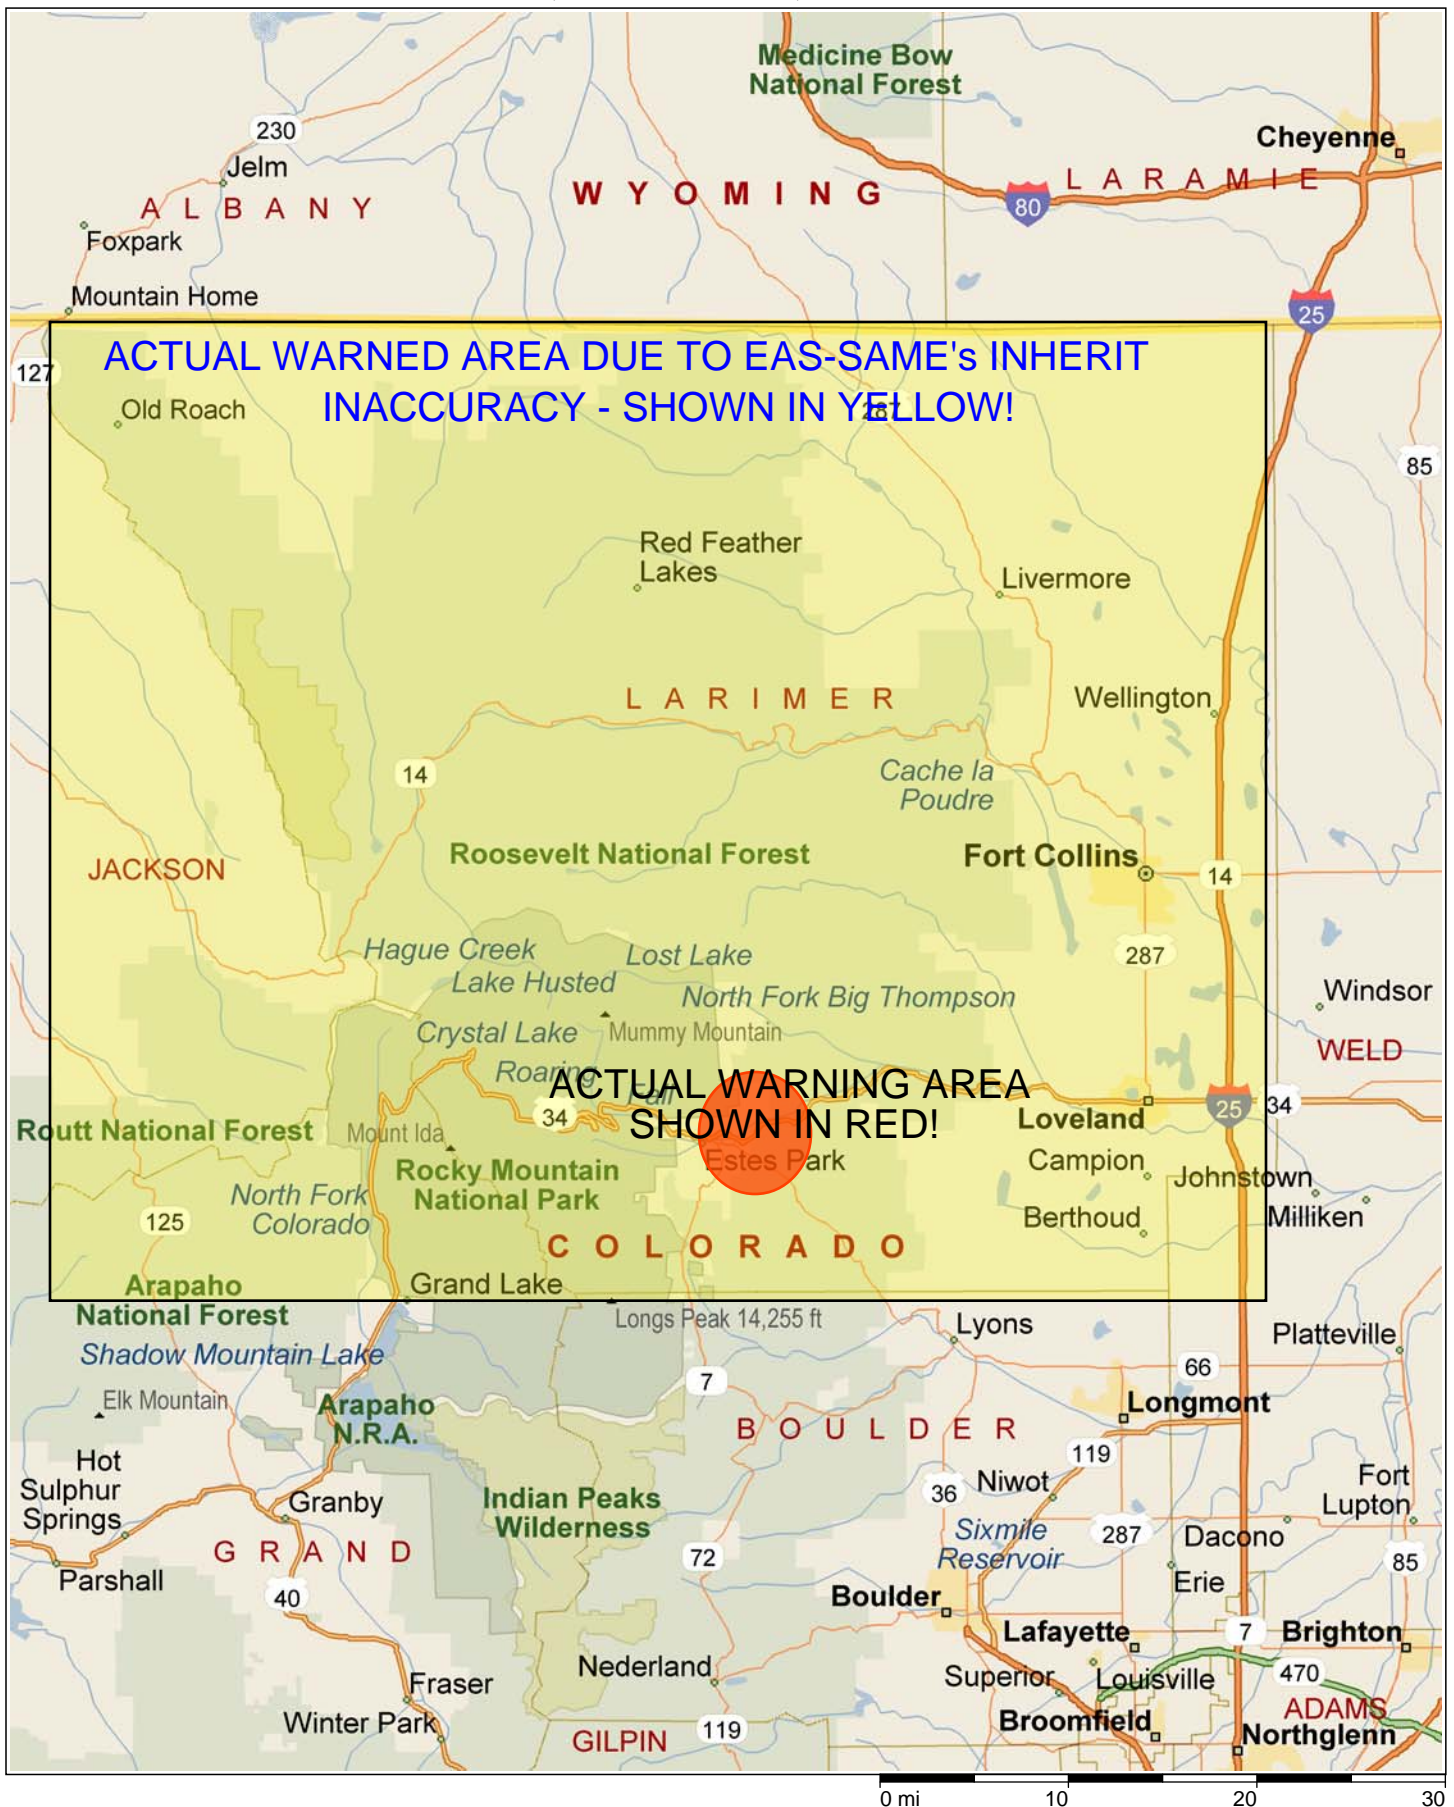 Medicine Bow
National Forest
230
Cheyenne
Jelm
L A R A M I E
W Y O M I N G
80
A L B A N Y
Foxpark
Mountain Home
25
ACTUAL WARNED AREA DUE TO EAS-SAME's INHERIT
127
INACCURACY - SHOWN IN YELLOW!
287
Old Roach
85
Red Feather
Lakes
Livermore
L A R I M E R
Wellington
14
Cache la
Poudre
Roosevelt National Forest
Fort Collins
JACKSON
14
Hague Creek
Lost Lake
287
Lake Husted
North Fork Big Thompson
Windsor
Crystal Lake
Mummy Mountain
WELD
Roaring
Fall
ACTUAL WARNING AREA
SHOWN IN RED!
34
Loveland
25
34
Routt National Forest
Mount Ida
Estes Park
Campion
Rocky Mountain
National Park
Johnstown
North Fork
Colorado
125
Berthoud
Milliken
C O L O R A D O
Arapaho
National Forest
Grand Lake
Longs Peak 14,255 ft
Lyons
Platteville
Shadow Mountain Lake
66
7
Elk Mountain
Arapaho
N.R.A.
Longmont
B O U L D E R
119
Hot
Sulphur
Springs
Niwot
Fort
Lupton
36
Granby
Indian Peaks
Wilderness
Sixmile
Reservoir
287
Dacono
G R A N D
72
85
Parshall
Erie
40
Boulder
Lafayette
7
Brighton
Nederland
Superior
Louisville
470
Fraser
ADAMS
Winter Park
Broomfield
GILPIN
119
Northglenn
0 mi
10
20
30